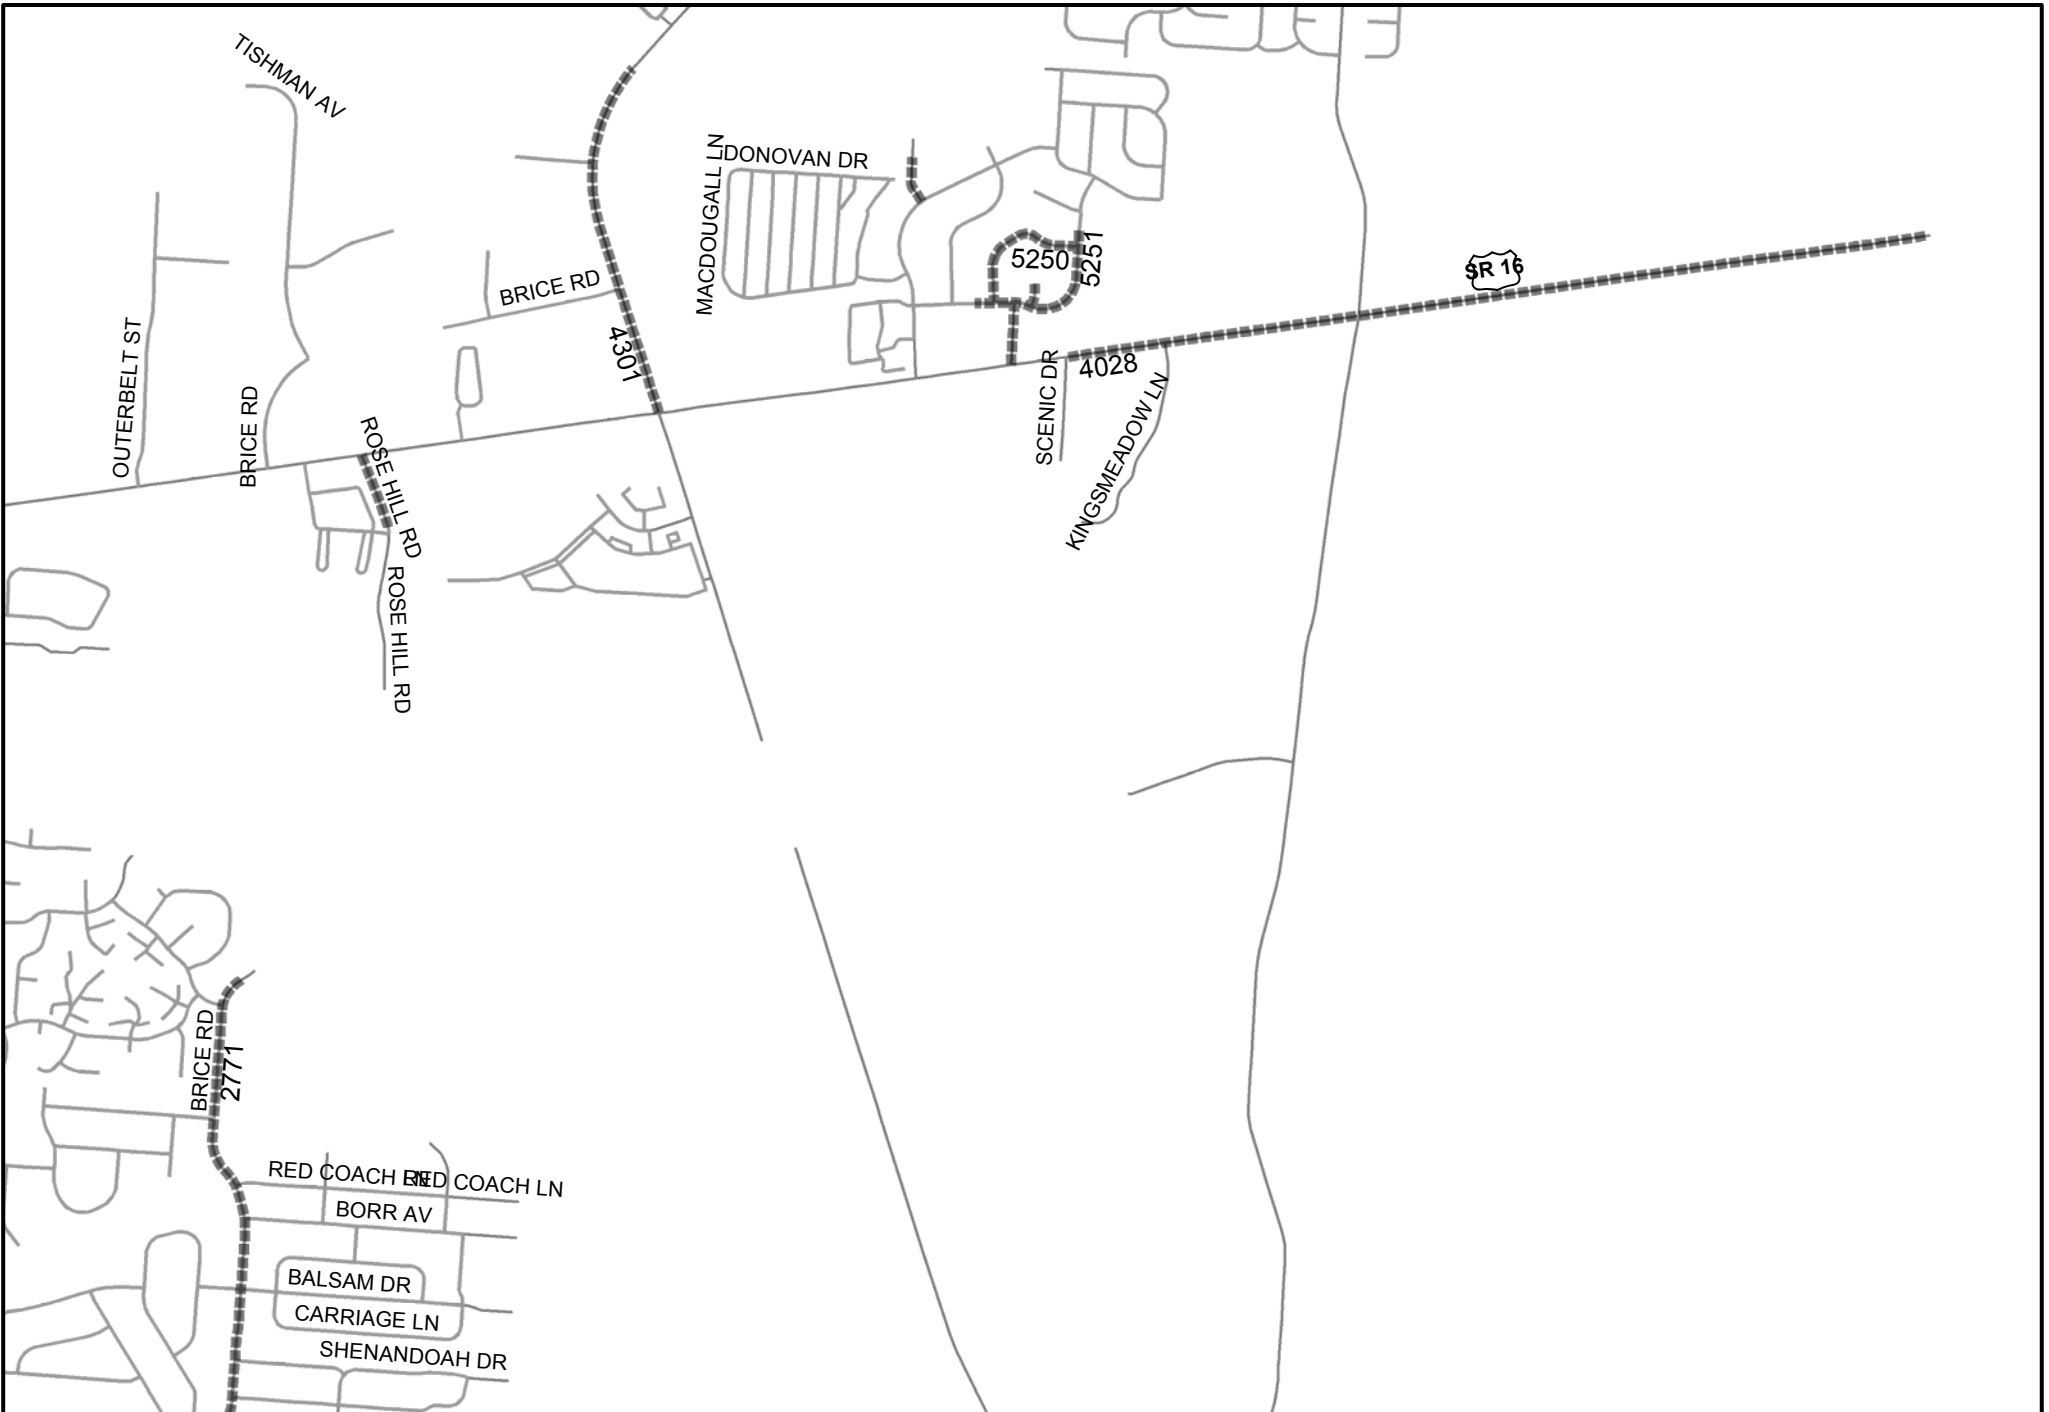 TISHMAN AV
MACDOUGALL LN
DONOVAN DR
5250
5251
SR 16
BRICE RD
4301
OUTERBELT ST
BRICE RD
SCENIC DR
4028
KINGSMEADOW LN
ROSE HILL RD
ROSE HILL RD
BRICE RD
2771
RED COACH LN
RED COACH LN
BORR AV
BALSAM DR
CARRIAGE LN
SHENANDOAH DR